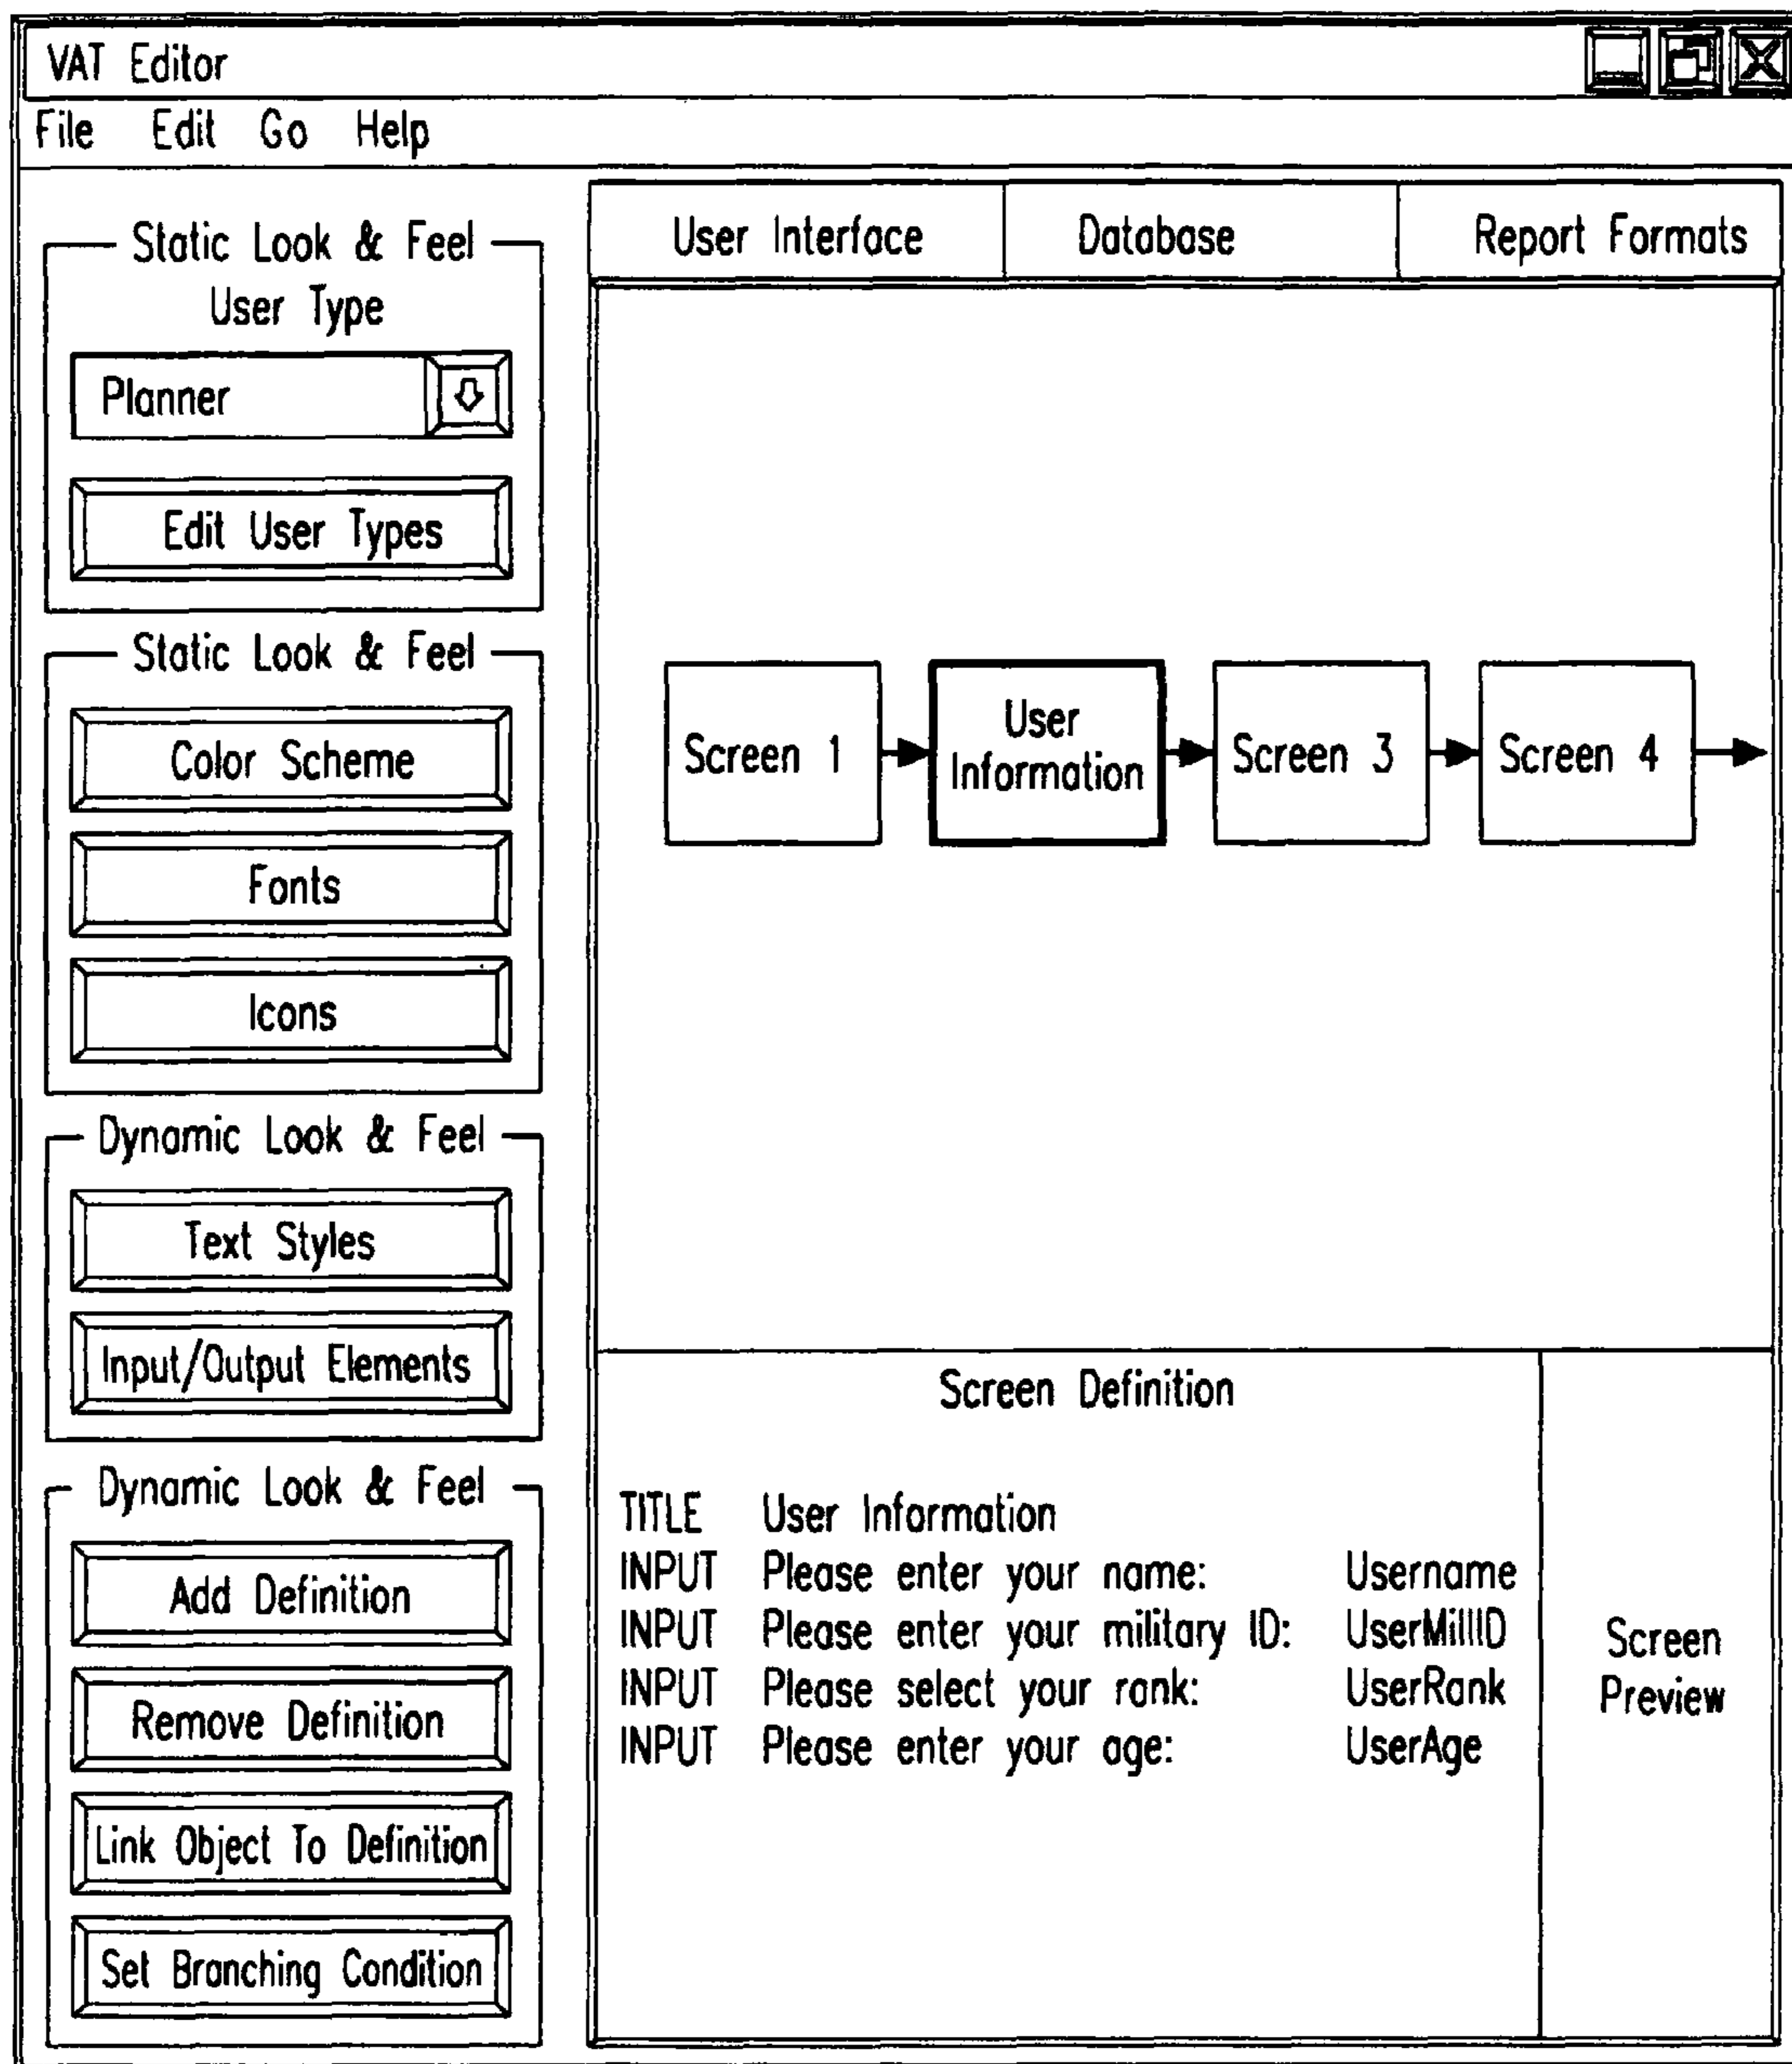 VAT Editor
File Edit Go Help
Static Look & Feel
User Type
Planner
Edit User Types
Static Look & Feel
Color Scheme
Fonts
Icons
Dynamic Look & Feel
Text Styles
Input/Output Elements
Dynamic Look & Feel
Add Definition
Remove Definition
Link Object To Definition
Set Branching Condition
User Interface Database Report Formats
Screen 1
User
Information
Screen 3
Screen 4
Screen Definition
TITLE User Information
INPUT Please enter your name: Username
INPUT Please enter your military ID: UserMillID
INPUT Please select your rank: UserRank
INPUT Please enter your age: UserAge
Screen
Preview